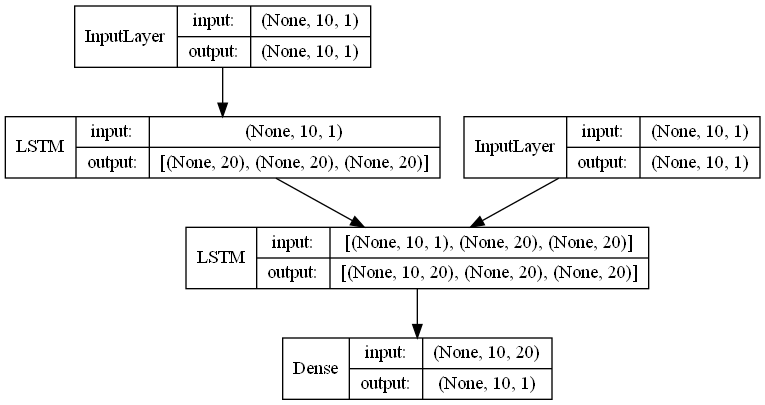 InputLayer
input: (None, 10, 1)
output: (None, 10, 1)
LSTM
input: (None, 10, 1)
output: [(None, 20), (None, 20), (None, 20)]
InputLayer
input: (None, 10, 1)
output: (None, 10, 1)
LSTM
input: [(None, 10, 1), (None, 20), (None, 20)]
output: [(None, 10, 20), (None, 20), (None, 20)]
Dense
input: (None, 10, 20)
output: (None, 10, 1)